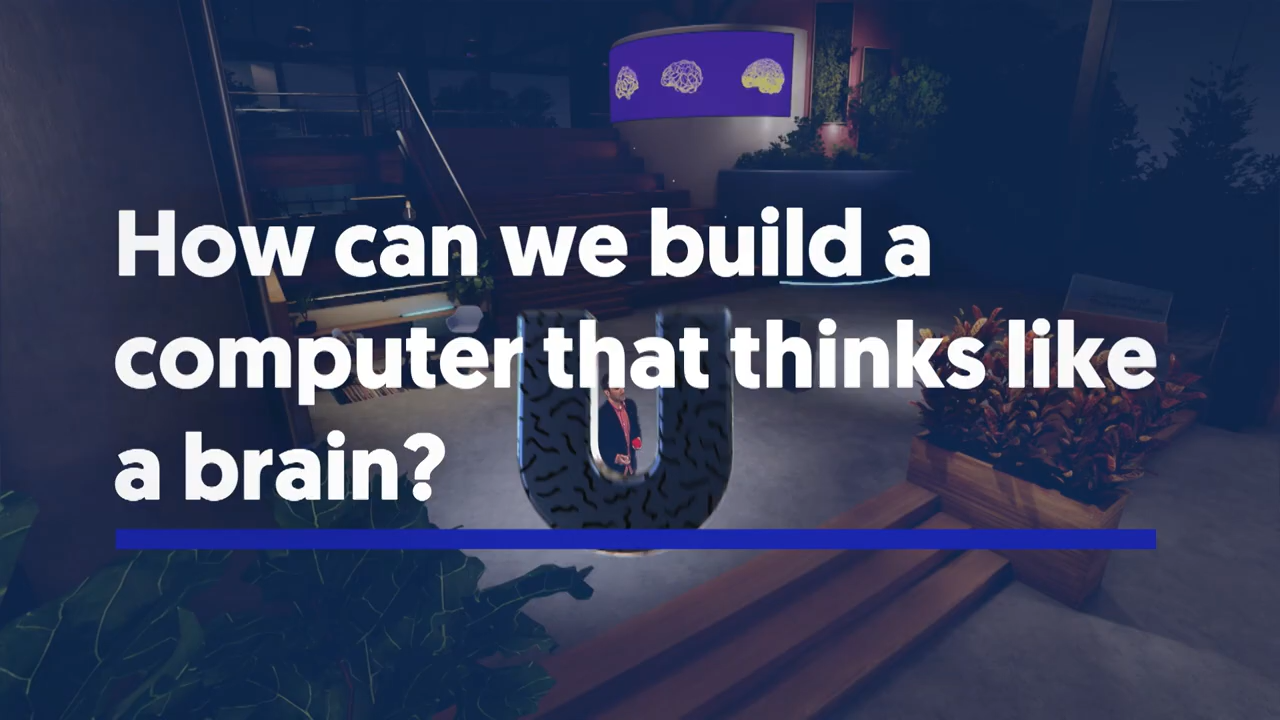 How can we build a
computer that thinks like
a brain?
U